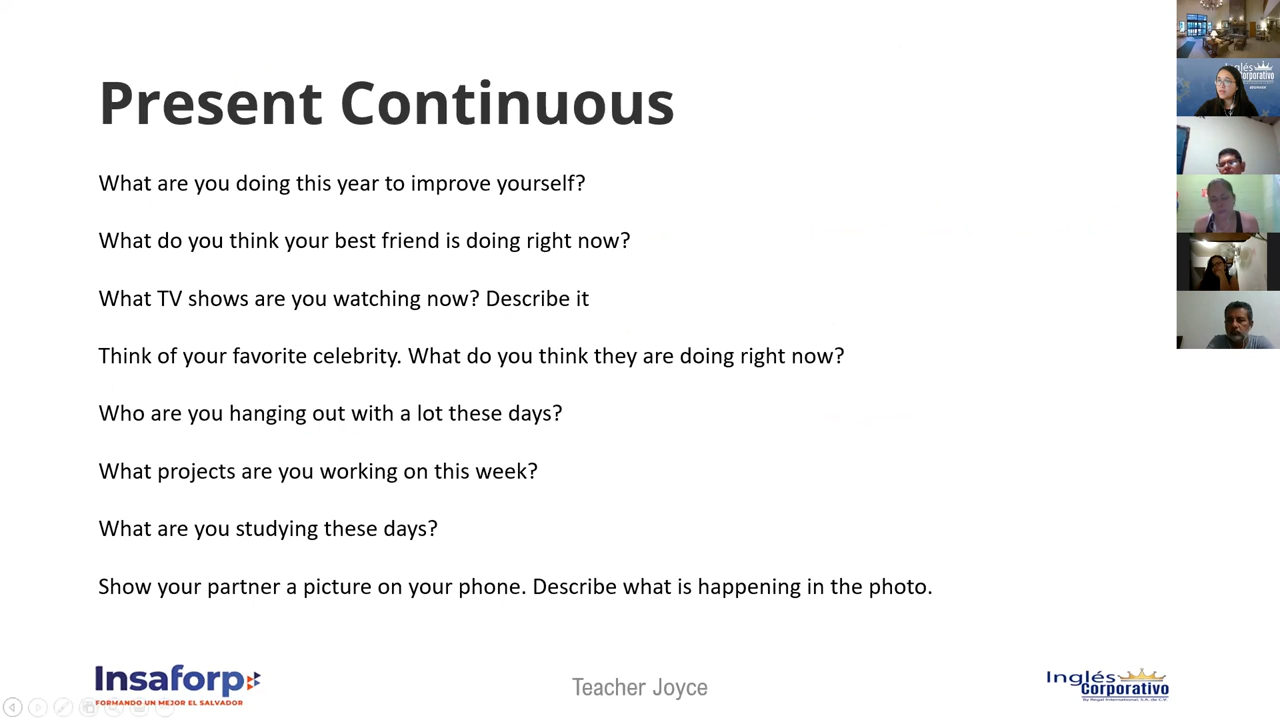 Present Continuous
What are you doing this year to improve yourself?
What do you think your best friend is doing right now?
What TV shows are you watching now? Describe it
Think of your favorite celebrity. What do you think they are doing right now?
Who are you hanging out with a lot these days?
What projects are you working on this week?
What are you studying these days?
Show your partner a picture on your phone. Describe what is happening in the photo.
Insaforp
FORMANDO UN MEJOR EL SALVADOR
Teacher Joyce
Inglés
Corporativo
By Regal International, S.A. de C.V.